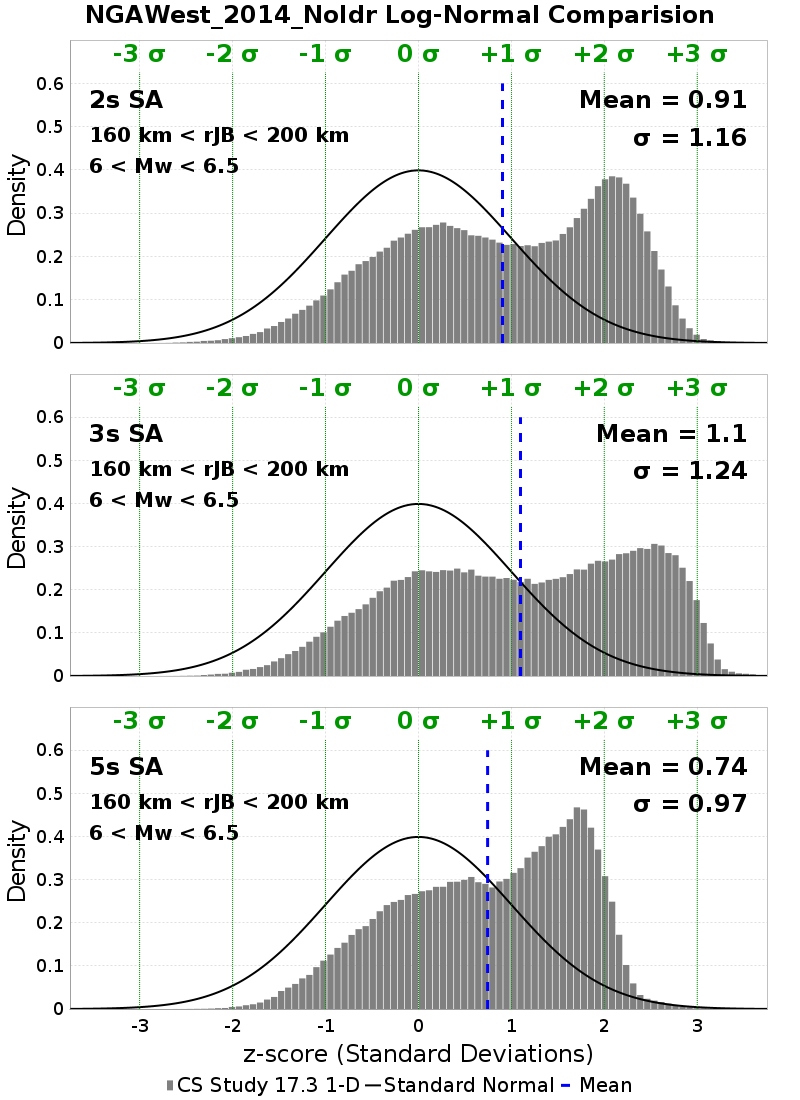 NGAWest_2014_NoIdr Log-Normal Comparision
-3 σ -2 σ -1 σ 0 σ +1 σ +2 σ +3 σ
0.6
2s SA Mean = 0.91
0.5
160 km < rJB < 200 km σ = 1.16
6 < Mw < 6.5
0.4
0.3
0.2
0.1
0
Density
-3 σ -2 σ -1 σ 0 σ +1 σ +2 σ +3 σ
0.6
3s SA Mean = 1.1
0.5
160 km < rJB < 200 km σ = 1.24
6 < Mw < 6.5
0.4
0.3
0.2
0.1
0
Density
-3 σ -2 σ -1 σ 0 σ +1 σ +2 σ +3 σ
0.6
5s SA Mean = 0.74
0.5
160 km < rJB < 200 km σ = 0.97
6 < Mw < 6.5
0.4
0.3
0.2
0.1
0
Density
-3 -2 -1 0 1 2 3
z-score (Standard Deviations)
CS Study 17.3 1-D Standard Normal Mean